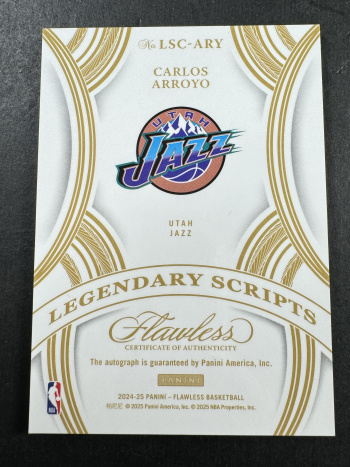 No LSC-ARY
CARLOS
ARROYO
UTAH
JAZZ
UTAH
JAZZ
LEGENDARY SCRIPTS
Flawless
CERTIFICATE OF AUTHENTICITY
The autograph is guaranteed by Panini America, Inc.
PANINI
2024-25 PANINI – FLAWLESS BASKETBALL
© 2025 Panini America, Inc. © 2025 NBA Properties, Inc.